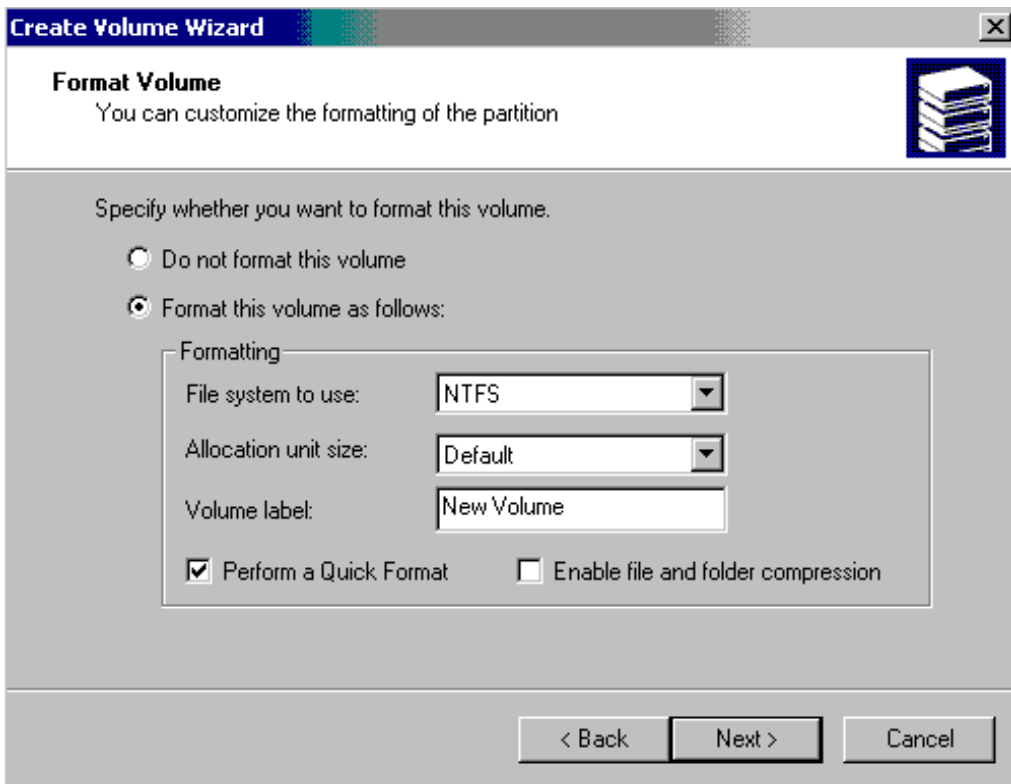 Create Volume Wizard
Format Volume
You can customize the formatting of the partition
Specify whether you want to format this volume.
Do not format this volume
Format this volume as follows:
Formatting
File system to use: NTFS
Allocation unit size: Default
Volume label: New Volume
Perform a Quick Format Enable file and folder compression
< Back Next > Cancel